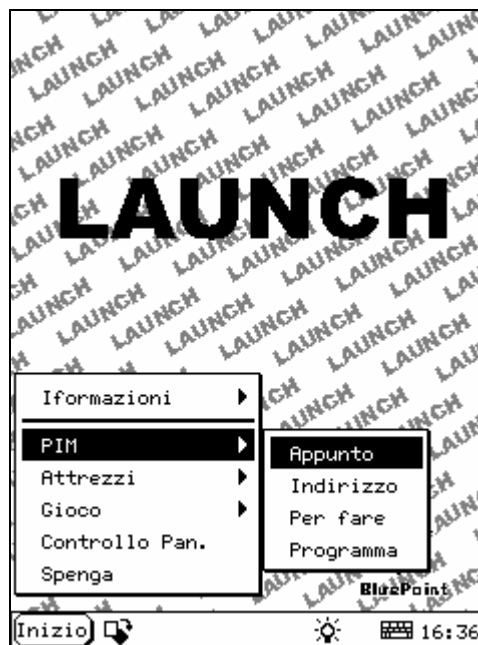 LAUNCH
Iformazioni
PIM
Attrezzi
Gioco
Controllo Pan.
Spenga
Appunto
Indirizzo
Per fare
Programma
BluePoint
Inizio
16:36